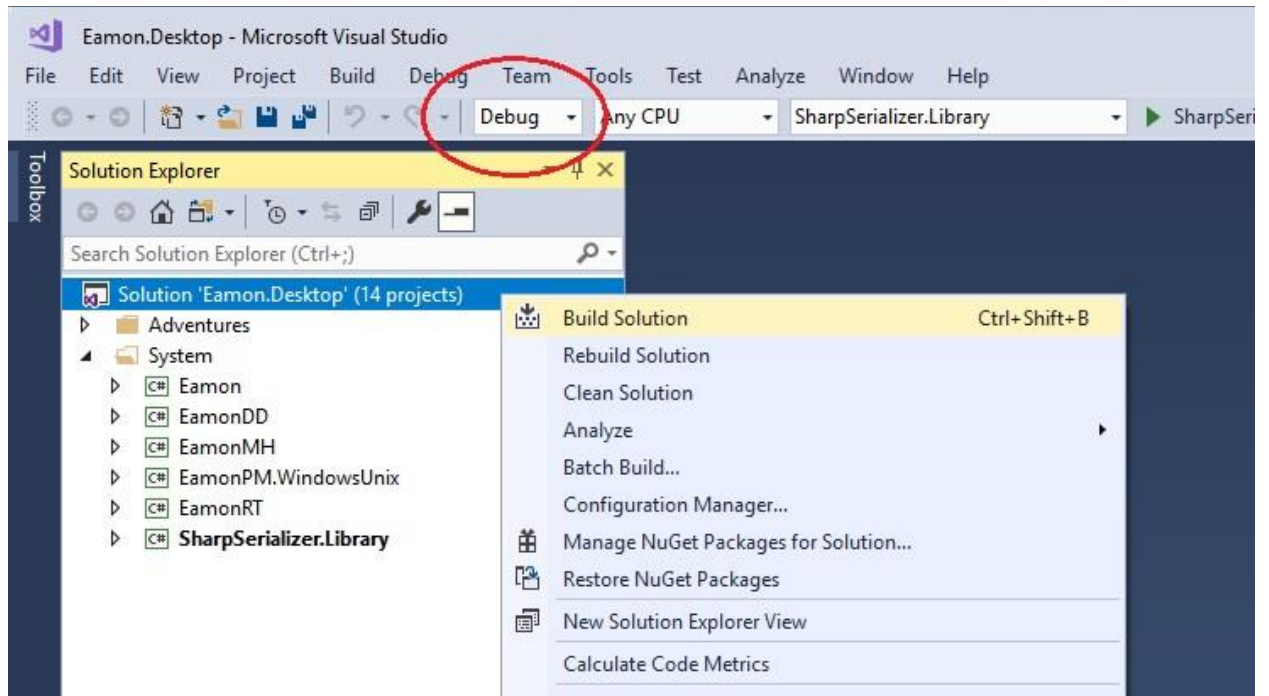 Eamon.Desktop - Microsoft Visual Studio
File Edit View Project Build Debug Team Tools Test Analyze Window Help
Debug Any CPU SharpSerializer.Library SharpSeri
Toolbox
Solution Explorer
Search Solution Explorer (Ctrl+;)
Solution 'Eamon.Desktop' (14 projects)
Adventures
System
C# Eamon
C# EamonDD
C# EamonMH
C# EamonPM.WindowsUnix
C# EamonRT
C# SharpSerializer.Library
Build Solution Ctrl+Shift+B
Rebuild Solution
Clean Solution
Analyze
Batch Build...
Configuration Manager...
Manage NuGet Packages for Solution...
Restore NuGet Packages
New Solution Explorer View
Calculate Code Metrics